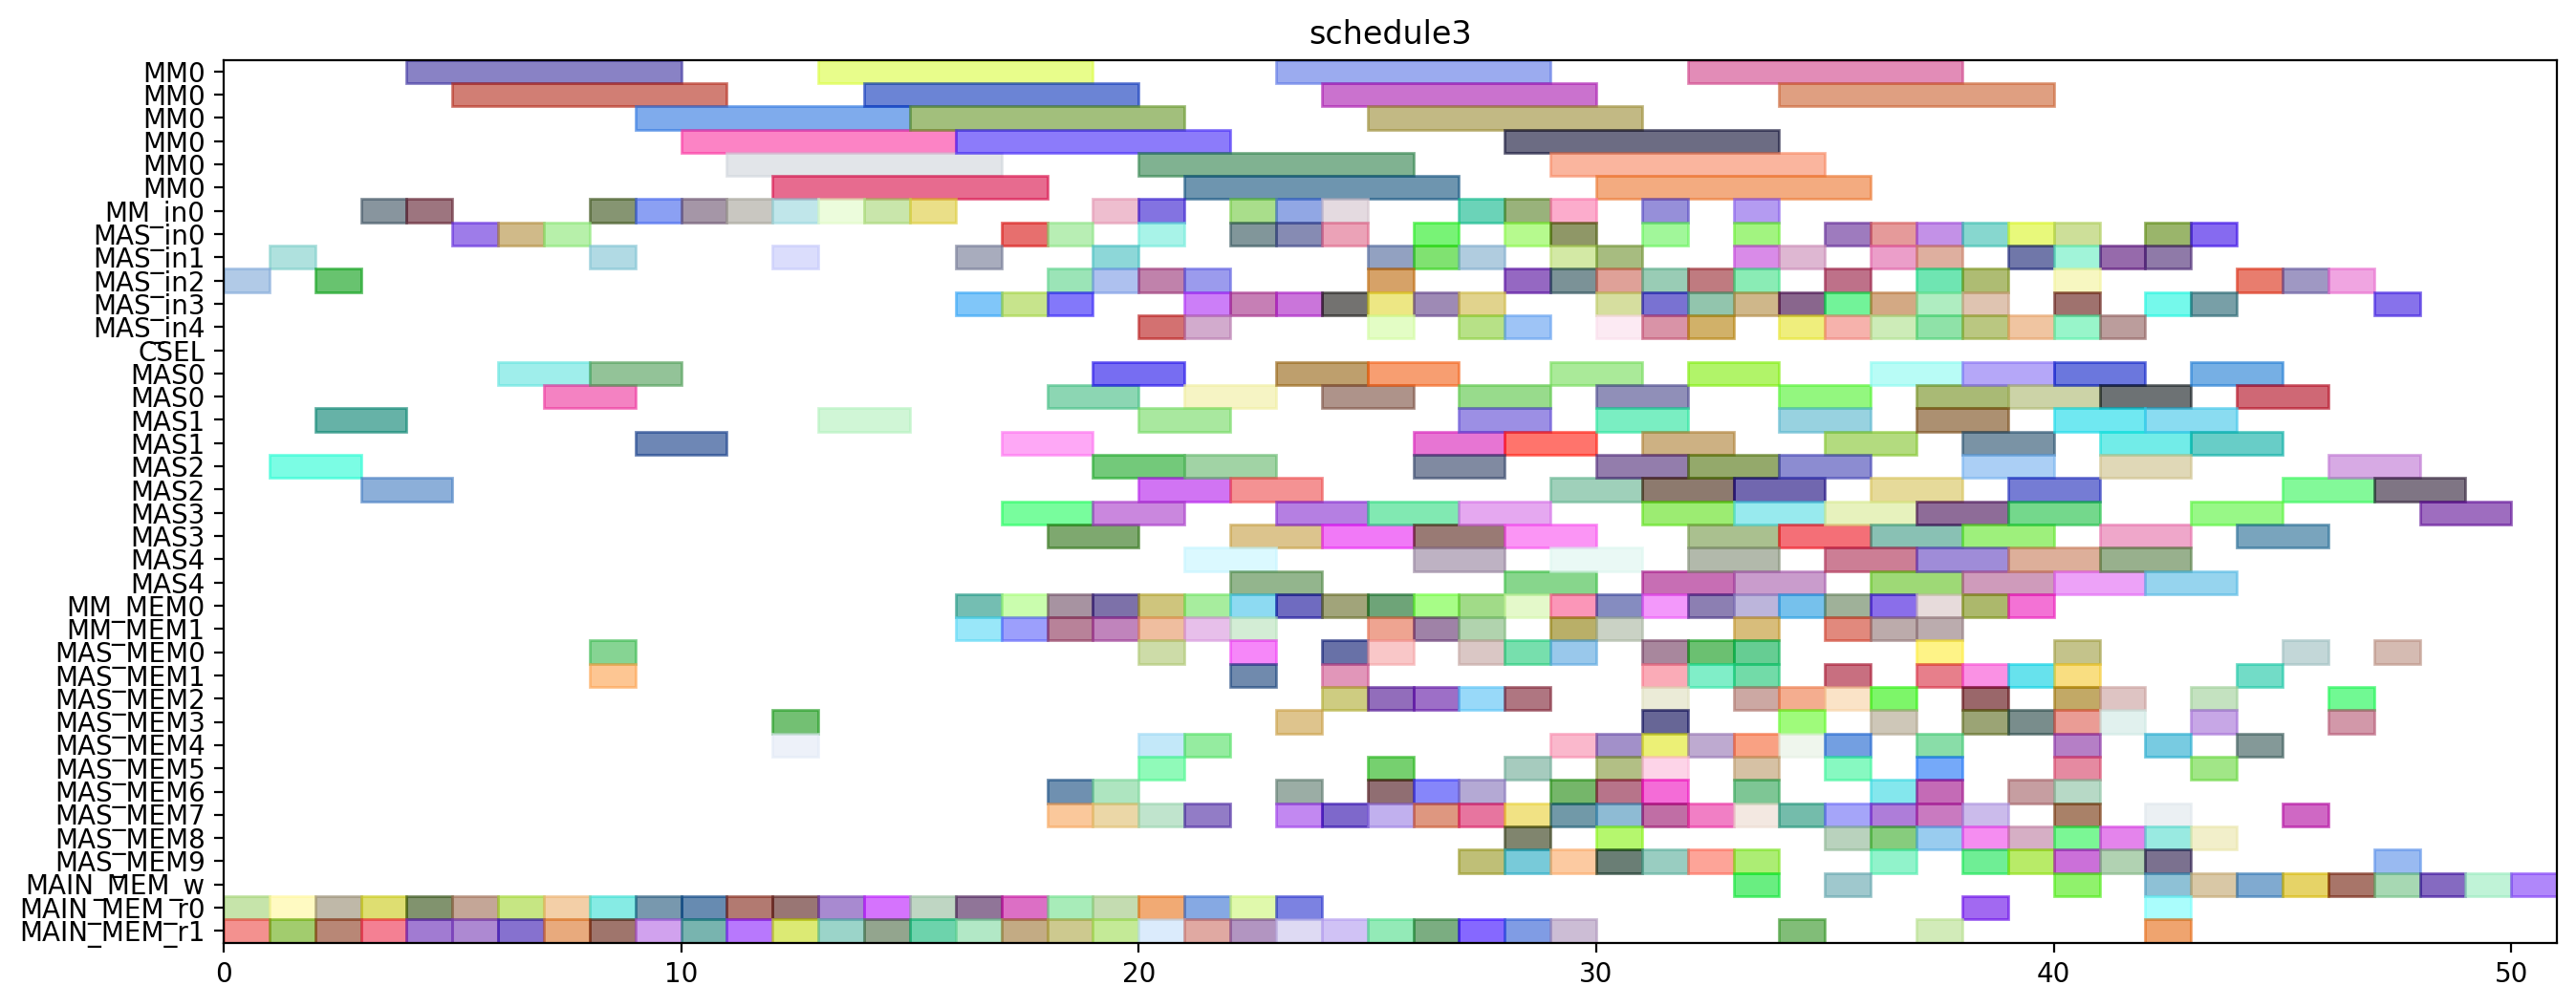 schedule3
MM0
MM0
MM0
MM0
MM0
MM0
MM_in0
MAS_in0
MAS_in1
MAS_in2
MAS_in3
MAS_in4
CSEL
MAS0
MAS0
MAS1
MAS1
MAS2
MAS2
MAS3
MAS3
MAS4
MAS4
MM_MEM0
MM_MEM1
MAS_MEM0
MAS_MEM1
MAS_MEM2
MAS_MEM3
MAS_MEM4
MAS_MEM5
MAS_MEM6
MAS_MEM7
MAS_MEM8
MAS_MEM9
MAIN_MEM_w
MAIN_MEM_r0
MAIN_MEM_r1
0 10 20 30 40 50